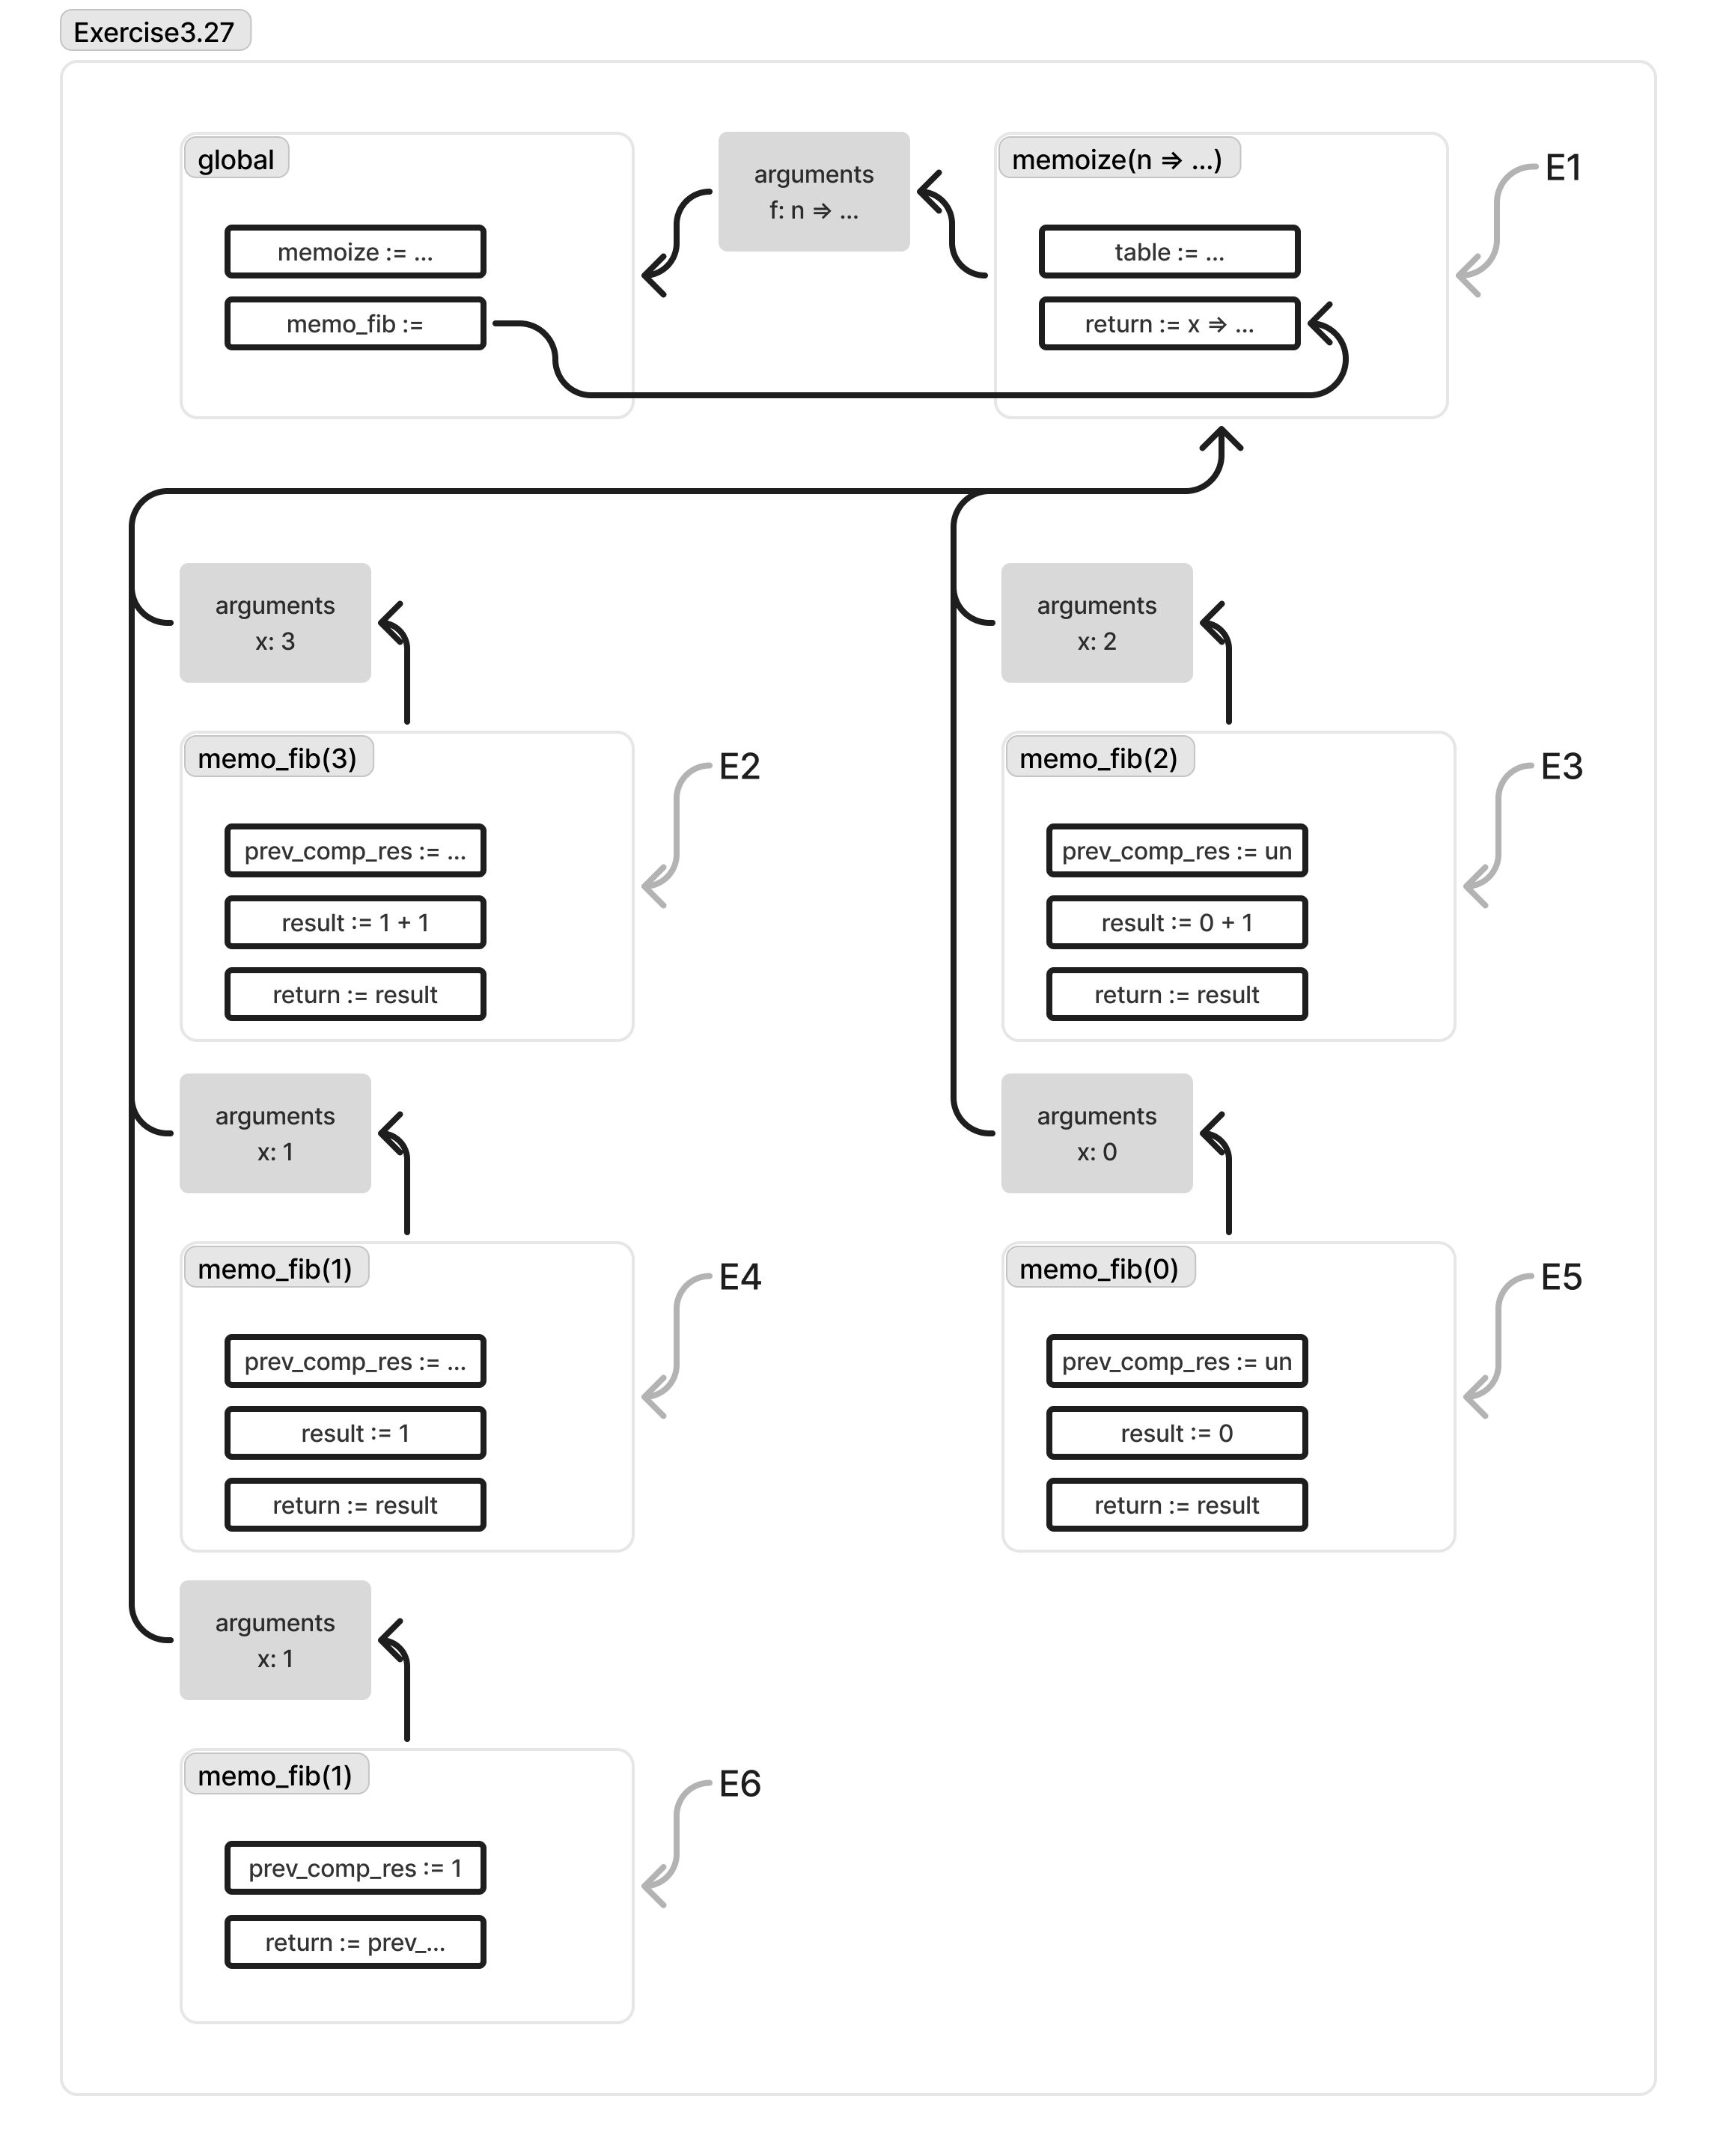 Exercise3.27
global
memoize := ...
memo_fib :=
arguments
f: n => ...
memoize(n => ...)
table := ...
return := x => ...
E1
arguments
x: 3
memo_fib(3)
prev_comp_res := ...
result := 1 + 1
return := result
E2
arguments
x: 2
memo_fib(2)
prev_comp_res := un
result := 0 + 1
return := result
E3
arguments
x: 1
memo_fib(1)
prev_comp_res := ...
result := 1
return := result
E4
arguments
x: 0
memo_fib(0)
prev_comp_res := un
result := 0
return := result
E5
arguments
x: 1
memo_fib(1)
prev_comp_res := 1
return := prev_...
E6